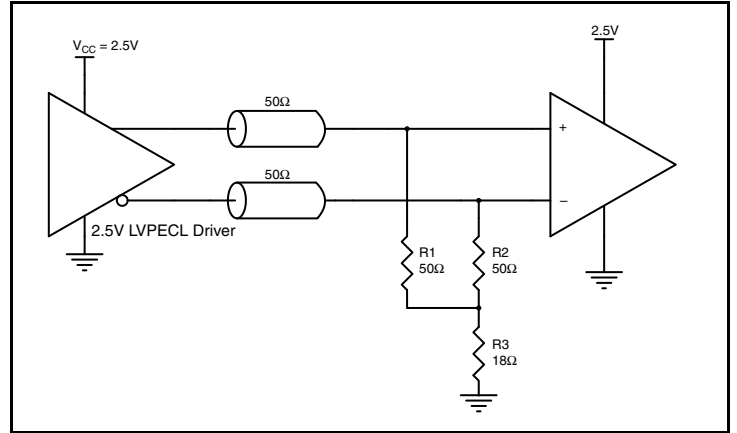 V_CC = 2.5V
2.5V
50Ω
50Ω
+
−
2.5V LVPECL Driver
R1
50Ω
R2
50Ω
R3
18Ω